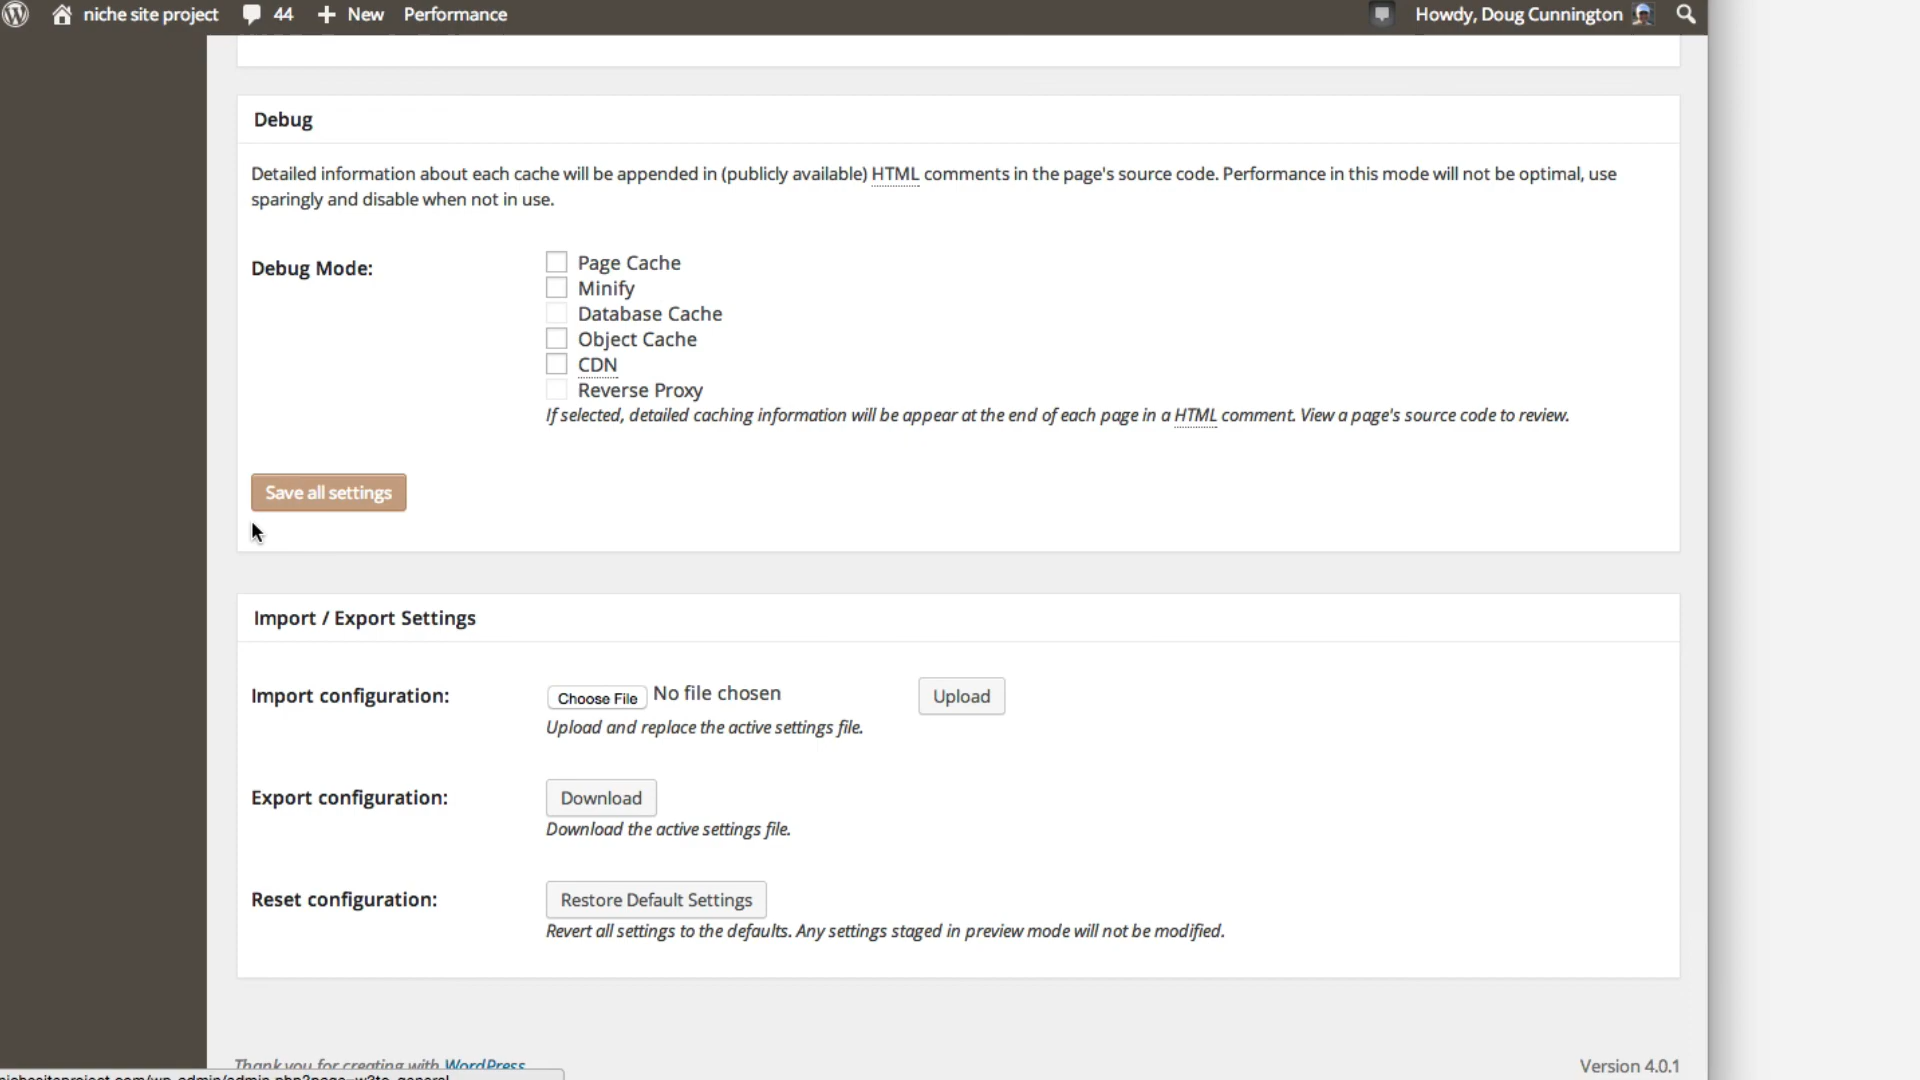 niche site project 44 New Performance Howdy, Doug Cunnington
Debug
Detailed information about each cache will be appended in (publicly available) HTML comments in the page's source code. Performance in this mode will not be optimal, use
sparingly and disable when not in use.
Debug Mode:
Page Cache
Minify
Database Cache
Object Cache
CDN
Reverse Proxy
If selected, detailed caching information will be appear at the end of each page in a HTML comment. View a page's source code to review.
Save all settings
Import / Export Settings
Import configuration: Choose File No file chosen Upload
Upload and replace the active settings file.
Export configuration: Download
Download the active settings file.
Reset configuration: Restore Default Settings
Revert all settings to the defaults. Any settings staged in preview mode will not be modified.
Thank you for creating with WordPress Version 4.0.1